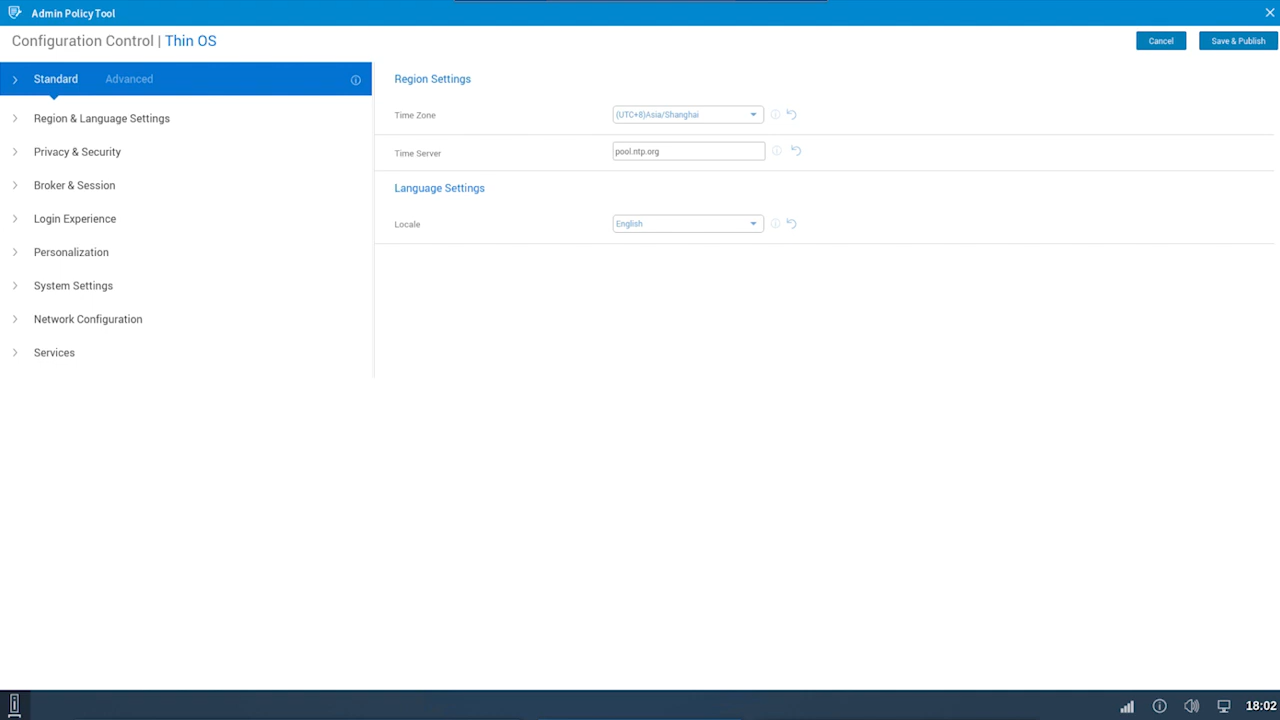 Admin Policy Tool
Configuration Control | Thin OS
Cancel
Save & Publish
Standard
Advanced
Region & Language Settings
Privacy & Security
Broker & Session
Login Experience
Personalization
System Settings
Network Configuration
Services
Region Settings
Time Zone
(UTC+8)Asia/Shanghai
Time Server
pool.ntp.org
Language Settings
Locale
English
18:02